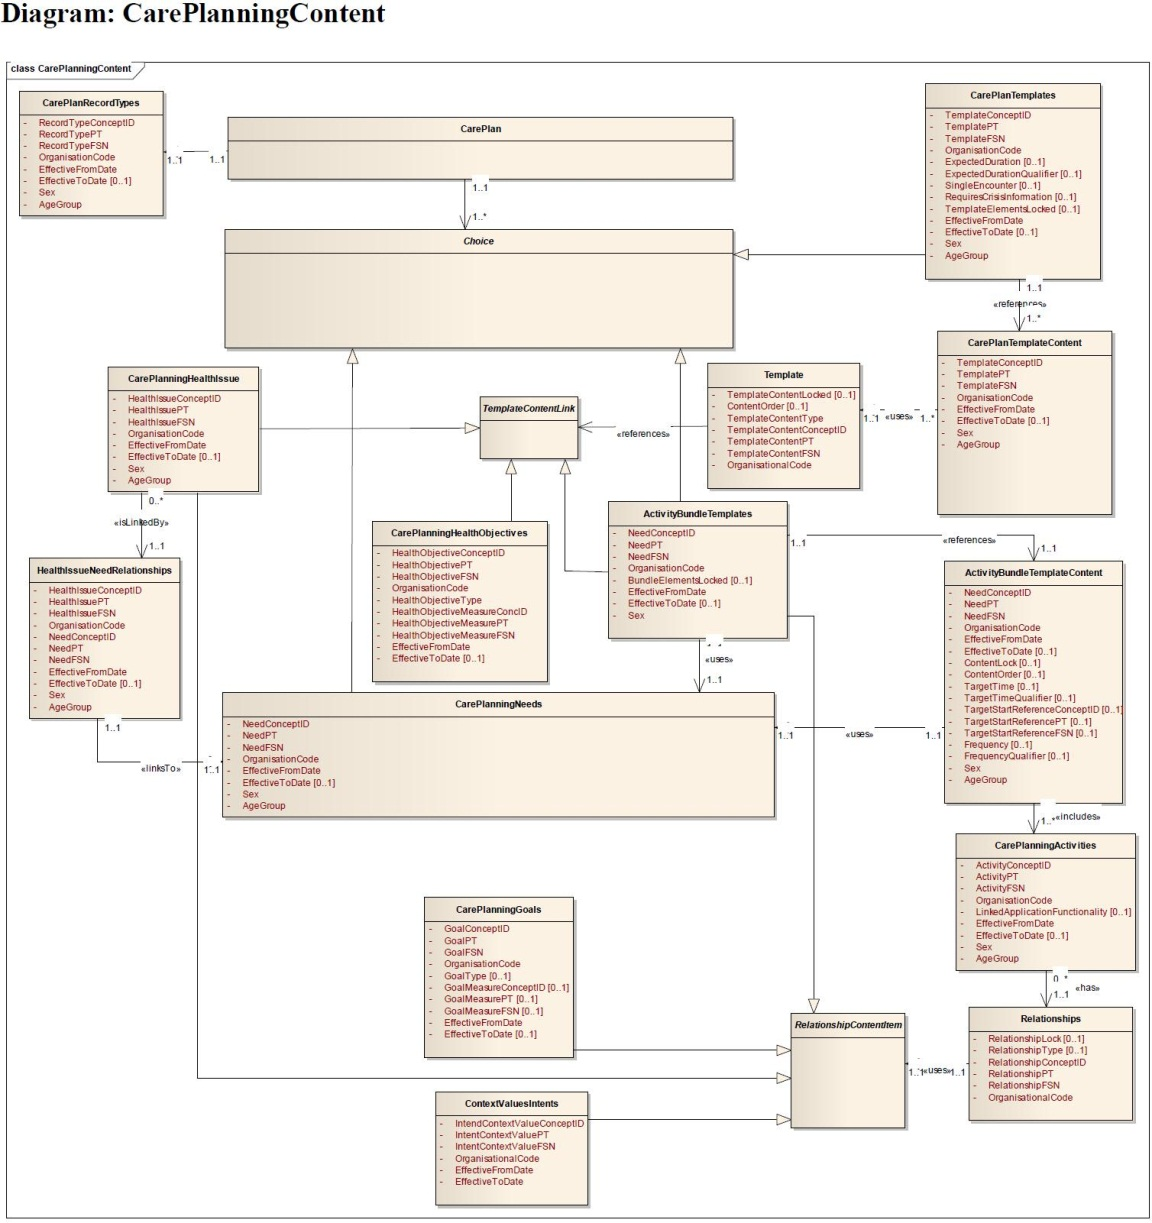 Diagram: CarePlanningContent
class CarePlanningContent
CarePlanRecordTypes
- RecordTypeConceptID
- RecordTypePT
- RecordTypeFSN
- OrganisationCode
- EffectiveFromDate
- EffectiveToDate [0..1]
- Sex
- AgeGroup
1..1
1..1
CarePlan
1..1
1..*
Choice
CarePlanTemplates
- TemplateConceptID
- TemplatePT
- TemplateFSN
- OrganisationCode
- ExpectedDuration [0..1]
- ExpectedDurationQualifier [0..1]
- SingleEncounter [0..1]
- RequiresCrisisInformation [0..1]
- TemplateElementsLocked [0..1]
- EffectiveFromDate
- EffectiveToDate [0..1]
- Sex
- AgeGroup
1..1
«references»
1..*
CarePlanTemplateContent
- TemplateConceptID
- TemplatePT
- TemplateFSN
- OrganisationCode
- EffectiveFromDate
- EffectiveToDate [0..1]
- Sex
- AgeGroup
1..1 «uses» 1..*
Template
- TemplateContentLocked [0..1]
- ContentOrder [0..1]
- TemplateContentType
- TemplateContentConceptID
- TemplateContentPT
- TemplateContentFSN
- OrganisationalCode
«references»
TemplateContentLink
CarePlanningHealthIssue
- HealthIssueConceptID
- HealthIssuePT
- HealthIssueFSN
- OrganisationCode
- EffectiveFromDate
- EffectiveToDate [0..1]
- Sex
- AgeGroup
0..*
«isLinkedBy»
1..1
HealthIssueNeedRelationships
- HealthIssueConceptID
- HealthIssuePT
- HealthIssueFSN
- OrganisationCode
- NeedConceptID
- NeedPT
- NeedFSN
- EffectiveFromDate
- EffectiveToDate [0..1]
- Sex
- AgeGroup
1..1
«linksTo»
1..1
CarePlanningHealthObjectives
- HealthObjectiveConceptID
- HealthObjectivePT
- HealthObjectiveFSN
- OrganisationCode
- HealthObjectiveType
- HealthObjectiveMeasureConcID
- HealthObjectiveMeasurePT
- HealthObjectiveMeasureFSN
- EffectiveFromDate
- EffectiveToDate [0..1]
ActivityBundleTemplates
- NeedConceptID
- NeedPT
- NeedFSN
- OrganisationCode
- BundleElementsLocked [0..1]
- EffectiveFromDate
- EffectiveToDate [0..1]
- Sex
1..1
«references»
1..1
«uses»
1..1
ActivityBundleTemplateContent
- NeedConceptID
- NeedPT
- NeedFSN
- OrganisationCode
- EffectiveFromDate
- EffectiveToDate [0..1]
- ContentLock [0..1]
- ContentOrder [0..1]
- TargetTime [0..1]
- TargetTimeQualifier [0..1]
- TargetStartReferenceConceptID [0..1]
- TargetStartReferencePT [0..1]
- TargetStartReferenceFSN [0..1]
- Frequency [0..1]
- FrequencyQualifier [0..1]
- Sex
- AgeGroup
CarePlanningNeeds
- NeedConceptID
- NeedPT
- NeedFSN
- OrganisationCode
- EffectiveFromDate
- EffectiveToDate [0..1]
- Sex
- AgeGroup
1..1 «uses» 1..1
1..* «includes»
CarePlanningActivities
- ActivityConceptID
- ActivityPT
- ActivityFSN
- OrganisationCode
- LinkedApplicationFunctionality [0..1]
- EffectiveFromDate
- EffectiveToDate [0..1]
- Sex
- AgeGroup
0..*
«has»
1..1
CarePlanningGoals
- GoalConceptID
- GoalPT
- GoalFSN
- OrganisationCode
- GoalType [0..1]
- GoalMeasureConceptID [0..1]
- GoalMeasurePT [0..1]
- GoalMeasureFSN [0..1]
- EffectiveFromDate
- EffectiveToDate [0..1]
RelationshipContentItem
1..1 «uses» 1..1
Relationships
- RelationshipLock[0..1]
- RelationshipType [0..1]
- RelationshipConceptID
- RelationshipPT
- RelationshipFSN
- OrganisationalCode
ContextValuesIntents
- IntendContextValueConceptID
- IntentContextValuePT
- IntentContextValueFSN
- OrganisationalCode
- EffectiveFromDate
- EffectiveToDate